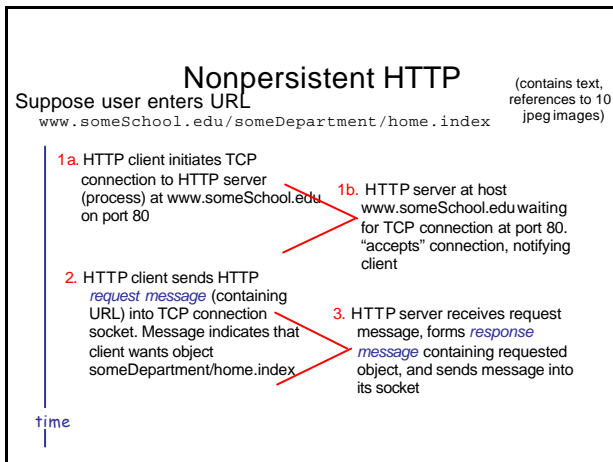 Nonpersistent HTTP
(contains text,
references to 10
jpeg images)
Suppose user enters URL
www.someSchool.edu/someDepartment/home.index
1a. HTTP client initiates TCP
connection to HTTP server
(process) at www.someSchool.edu
on port 80
1b. HTTP server at host
www.someSchool.edu waiting
for TCP connection at port 80.
“accepts” connection, notifying
client
2. HTTP client sends HTTP
request message (containing
URL) into TCP connection
socket. Message indicates that
client wants object
someDepartment/home.index
3. HTTP server receives request
message, forms response
message containing requested
object, and sends message into
its socket
time